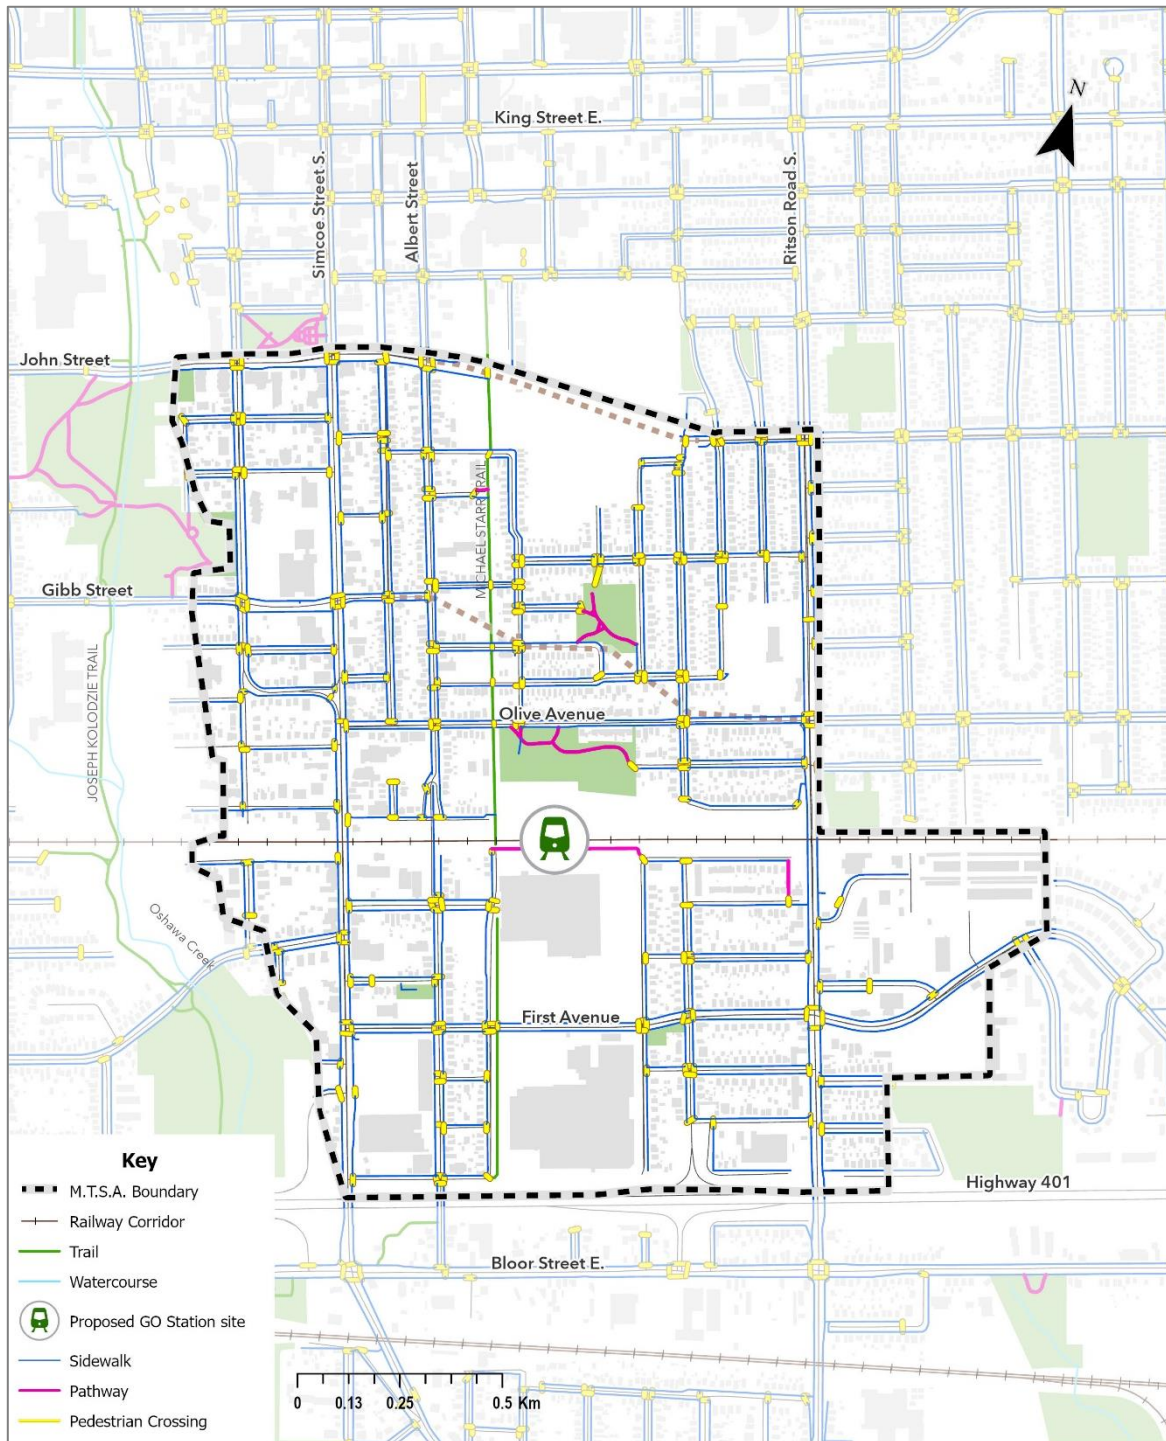 N
King Street E.
Simcoe Street S.
Albert Street
Ritson Road S.
John Street
MICHAEL STARR TRAIL
Gibb Street
JOSEPH KOLODZIE TRAIL
Olive Avenue
Oshawa Creek
First Avenue
Highway 401
Bloor Street E.
Key
M.T.S.A. Boundary
Railway Corridor
Trail
Watercourse
Proposed GO Station site
Sidewalk
Pathway
Pedestrian Crossing
0 0.13 0.25 0.5 Km